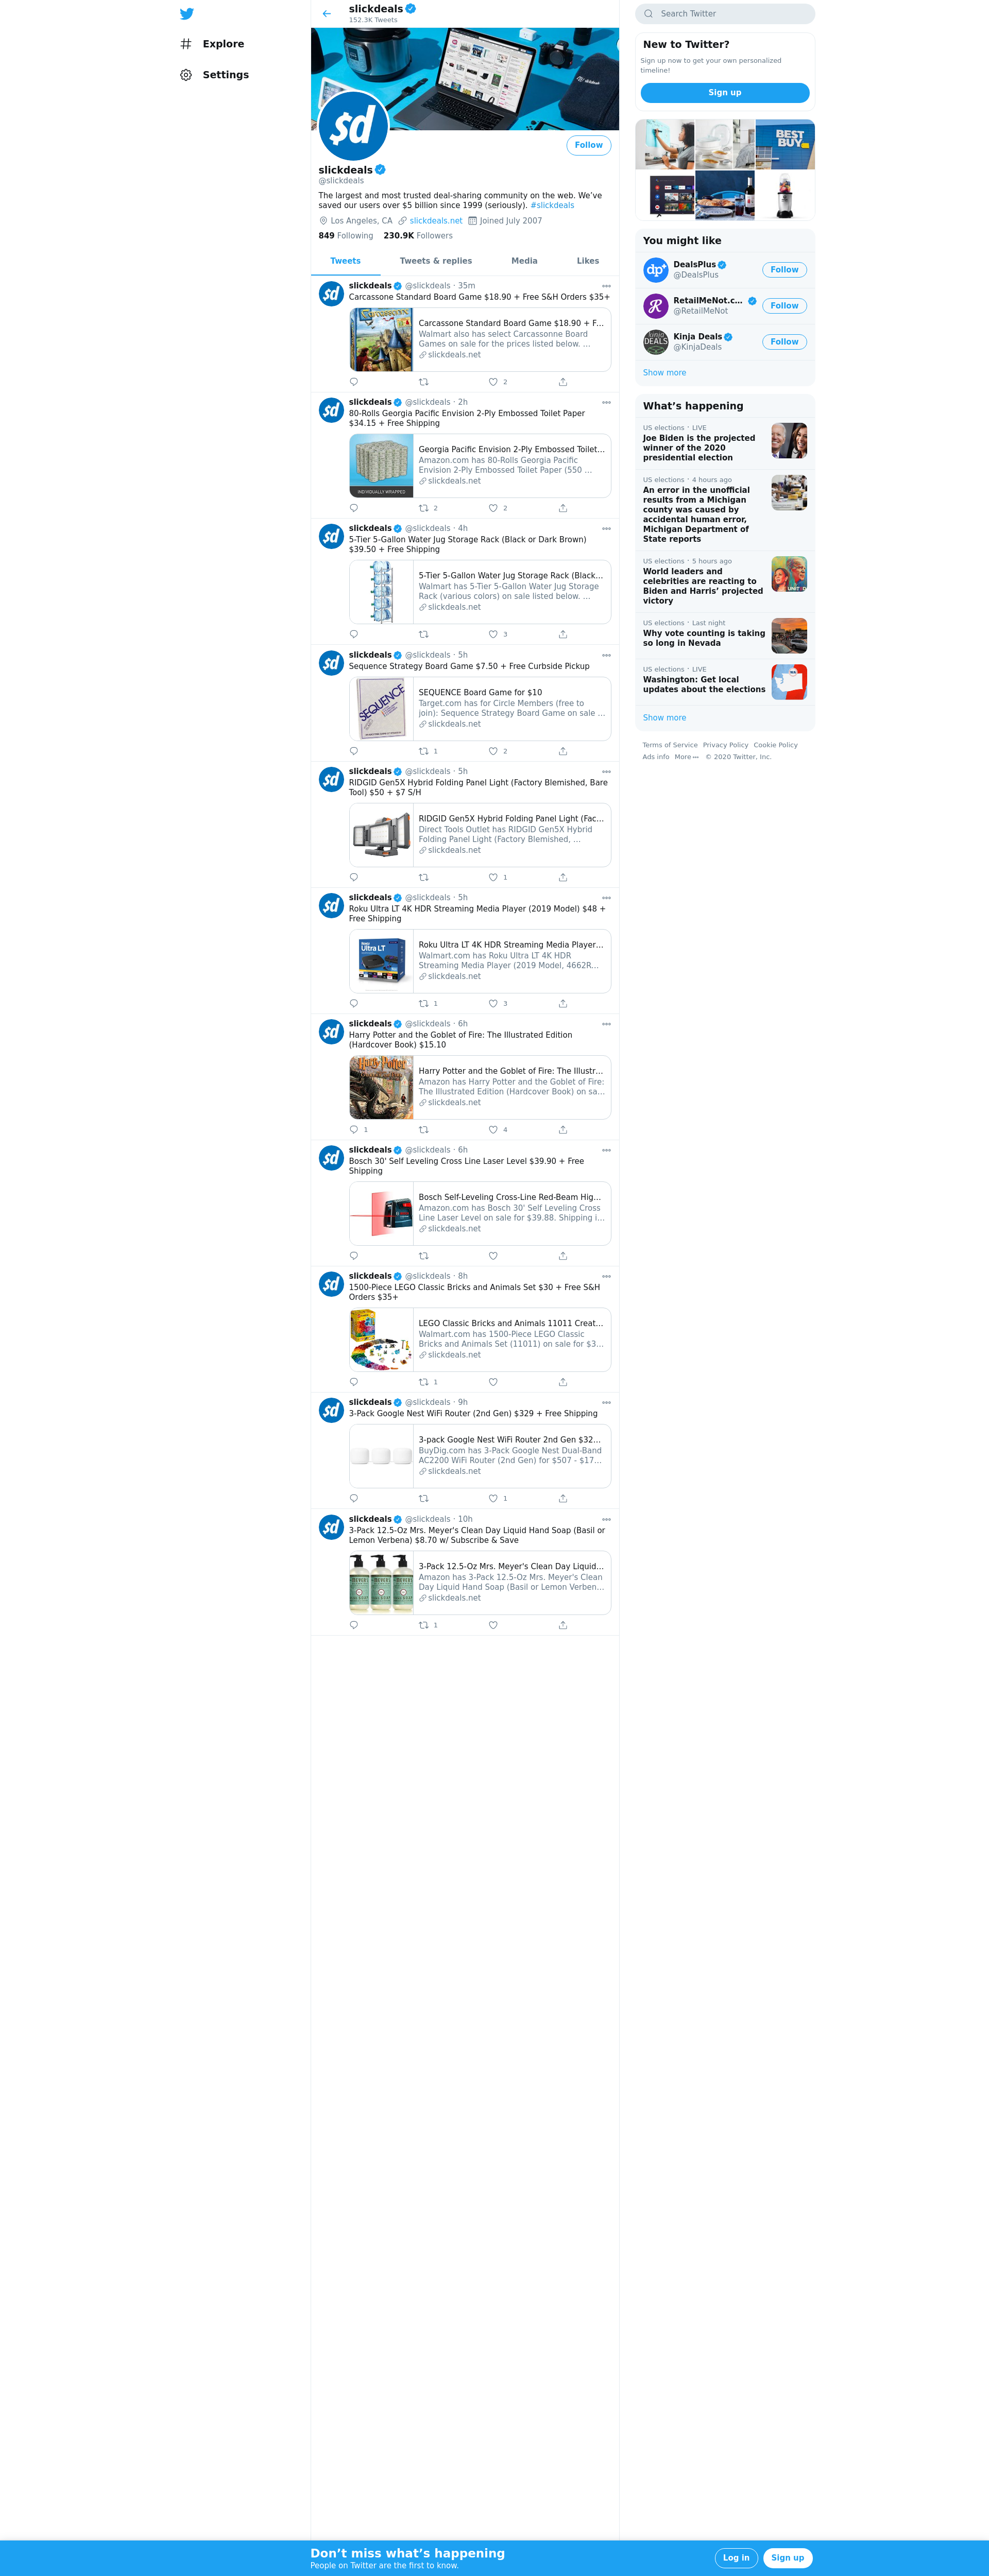 Explore
Settings
slickdeals
152.3K Tweets
$d
Follow
slickdeals
@slickdeals
The largest and most trusted deal-sharing community on the web. We've
saved our users over $5 billion since 1999 (seriously). #slickdeals
Los Angeles, CA slickdeals.net Joined July 2007
849 Following 230.9K Followers
Tweets Tweets & replies Media Likes
slickdeals @slickdeals · 35m
Carcassone Standard Board Game $18.90 + Free S&H Orders $35+
Carcassone Standard Board Game $18.90 + F...
Walmart also has select Carcassonne Board
Games on sale for the prices listed below. ...
slickdeals.net
2
slickdeals @slickdeals · 2h
80-Rolls Georgia Pacific Envision 2-Ply Embossed Toilet Paper
$34.15 + Free Shipping
INDIVIDUALLY WRAPPED
Georgia Pacific Envision 2-Ply Embossed Toilet...
Amazon.com has 80-Rolls Georgia Pacific
Envision 2-Ply Embossed Toilet Paper (550 ...
slickdeals.net
2 2
slickdeals @slickdeals · 4h
5-Tier 5-Gallon Water Jug Storage Rack (Black or Dark Brown)
$39.50 + Free Shipping
5-Tier 5-Gallon Water Jug Storage Rack (Black...
Walmart has 5-Tier 5-Gallon Water Jug Storage
Rack (various colors) on sale listed below. ...
slickdeals.net
3
slickdeals @slickdeals · 5h
Sequence Strategy Board Game $7.50 + Free Curbside Pickup
SEQUENCE
SEQUENCE Board Game for $10
Target.com has for Circle Members (free to
join): Sequence Strategy Board Game on sale ...
slickdeals.net
1 2
slickdeals @slickdeals · 5h
RIDGID Gen5X Hybrid Folding Panel Light (Factory Blemished, Bare
Tool) $50 + $7 S/H
RIDGID Gen5X Hybrid Folding Panel Light (Fac...
Direct Tools Outlet has RIDGID Gen5X Hybrid
Folding Panel Light (Factory Blemished, ...
slickdeals.net
1
slickdeals @slickdeals · 5h
Roku Ultra LT 4K HDR Streaming Media Player (2019 Model) $48 +
Free Shipping
Roku
Ultra LT
Roku Ultra LT 4K HDR Streaming Media Player...
Walmart.com has Roku Ultra LT 4K HDR
Streaming Media Player (2019 Model, 4662R...
slickdeals.net
1 3
slickdeals @slickdeals · 6h
Harry Potter and the Goblet of Fire: The Illustrated Edition
(Hardcover Book) $15.10
Harry Potter
Harry Potter and the Goblet of Fire: The Illustr...
Amazon has Harry Potter and the Goblet of Fire:
The Illustrated Edition (Hardcover Book) on sa...
slickdeals.net
1 4
slickdeals @slickdeals · 6h
Bosch 30' Self Leveling Cross Line Laser Level $39.90 + Free
Shipping
Bosch Self-Leveling Cross-Line Red-Beam Hig...
Amazon.com has Bosch 30' Self Leveling Cross
Line Laser Level on sale for $39.88. Shipping i...
slickdeals.net
slickdeals @slickdeals · 8h
1500-Piece LEGO Classic Bricks and Animals Set $30 + Free S&H
Orders $35+
LEGO Classic Bricks and Animals 11011 Creat...
Walmart.com has 1500-Piece LEGO Classic
Bricks and Animals Set (11011) on sale for $3...
slickdeals.net
1
slickdeals @slickdeals · 9h
3-Pack Google Nest WiFi Router (2nd Gen) $329 + Free Shipping
3-pack Google Nest WiFi Router 2nd Gen $32...
BuyDig.com has 3-Pack Google Nest Dual-Band
AC2200 WiFi Router (2nd Gen) for $507 - $17...
slickdeals.net
1
slickdeals @slickdeals · 10h
3-Pack 12.5-Oz Mrs. Meyer's Clean Day Liquid Hand Soap (Basil or
Lemon Verbena) $8.70 w/ Subscribe & Save
3-Pack 12.5-Oz Mrs. Meyer's Clean Day Liquid...
Amazon has 3-Pack 12.5-Oz Mrs. Meyer's Clean
Day Liquid Hand Soap (Basil or Lemon Verben...
slickdeals.net
1
Search Twitter
New to Twitter?
Sign up now to get your own personalized
timeline!
Sign up
BEST
BUY
You might like
dp
DealsPlus
@DealsPlus
Follow
RetailMeNot.c...
@RetailMeNot
Follow
DEALS
Kinja Deals
@KinjaDeals
Follow
Show more
What's happening
US elections · LIVE
Joe Biden is the projected
winner of the 2020
presidential election
US elections · 4 hours ago
An error in the unofficial
results from a Michigan
county was caused by
accidental human error,
Michigan Department of
State reports
US elections · 5 hours ago
World leaders and
celebrities are reacting to
Biden and Harris' projected
victory
US elections · Last night
Why vote counting is taking
so long in Nevada
US elections · LIVE
Washington: Get local
updates about the elections
Show more
Terms of Service Privacy Policy Cookie Policy
Ads info More © 2020 Twitter, Inc.
Don't miss what's happening
People on Twitter are the first to know.
Log in
Sign up